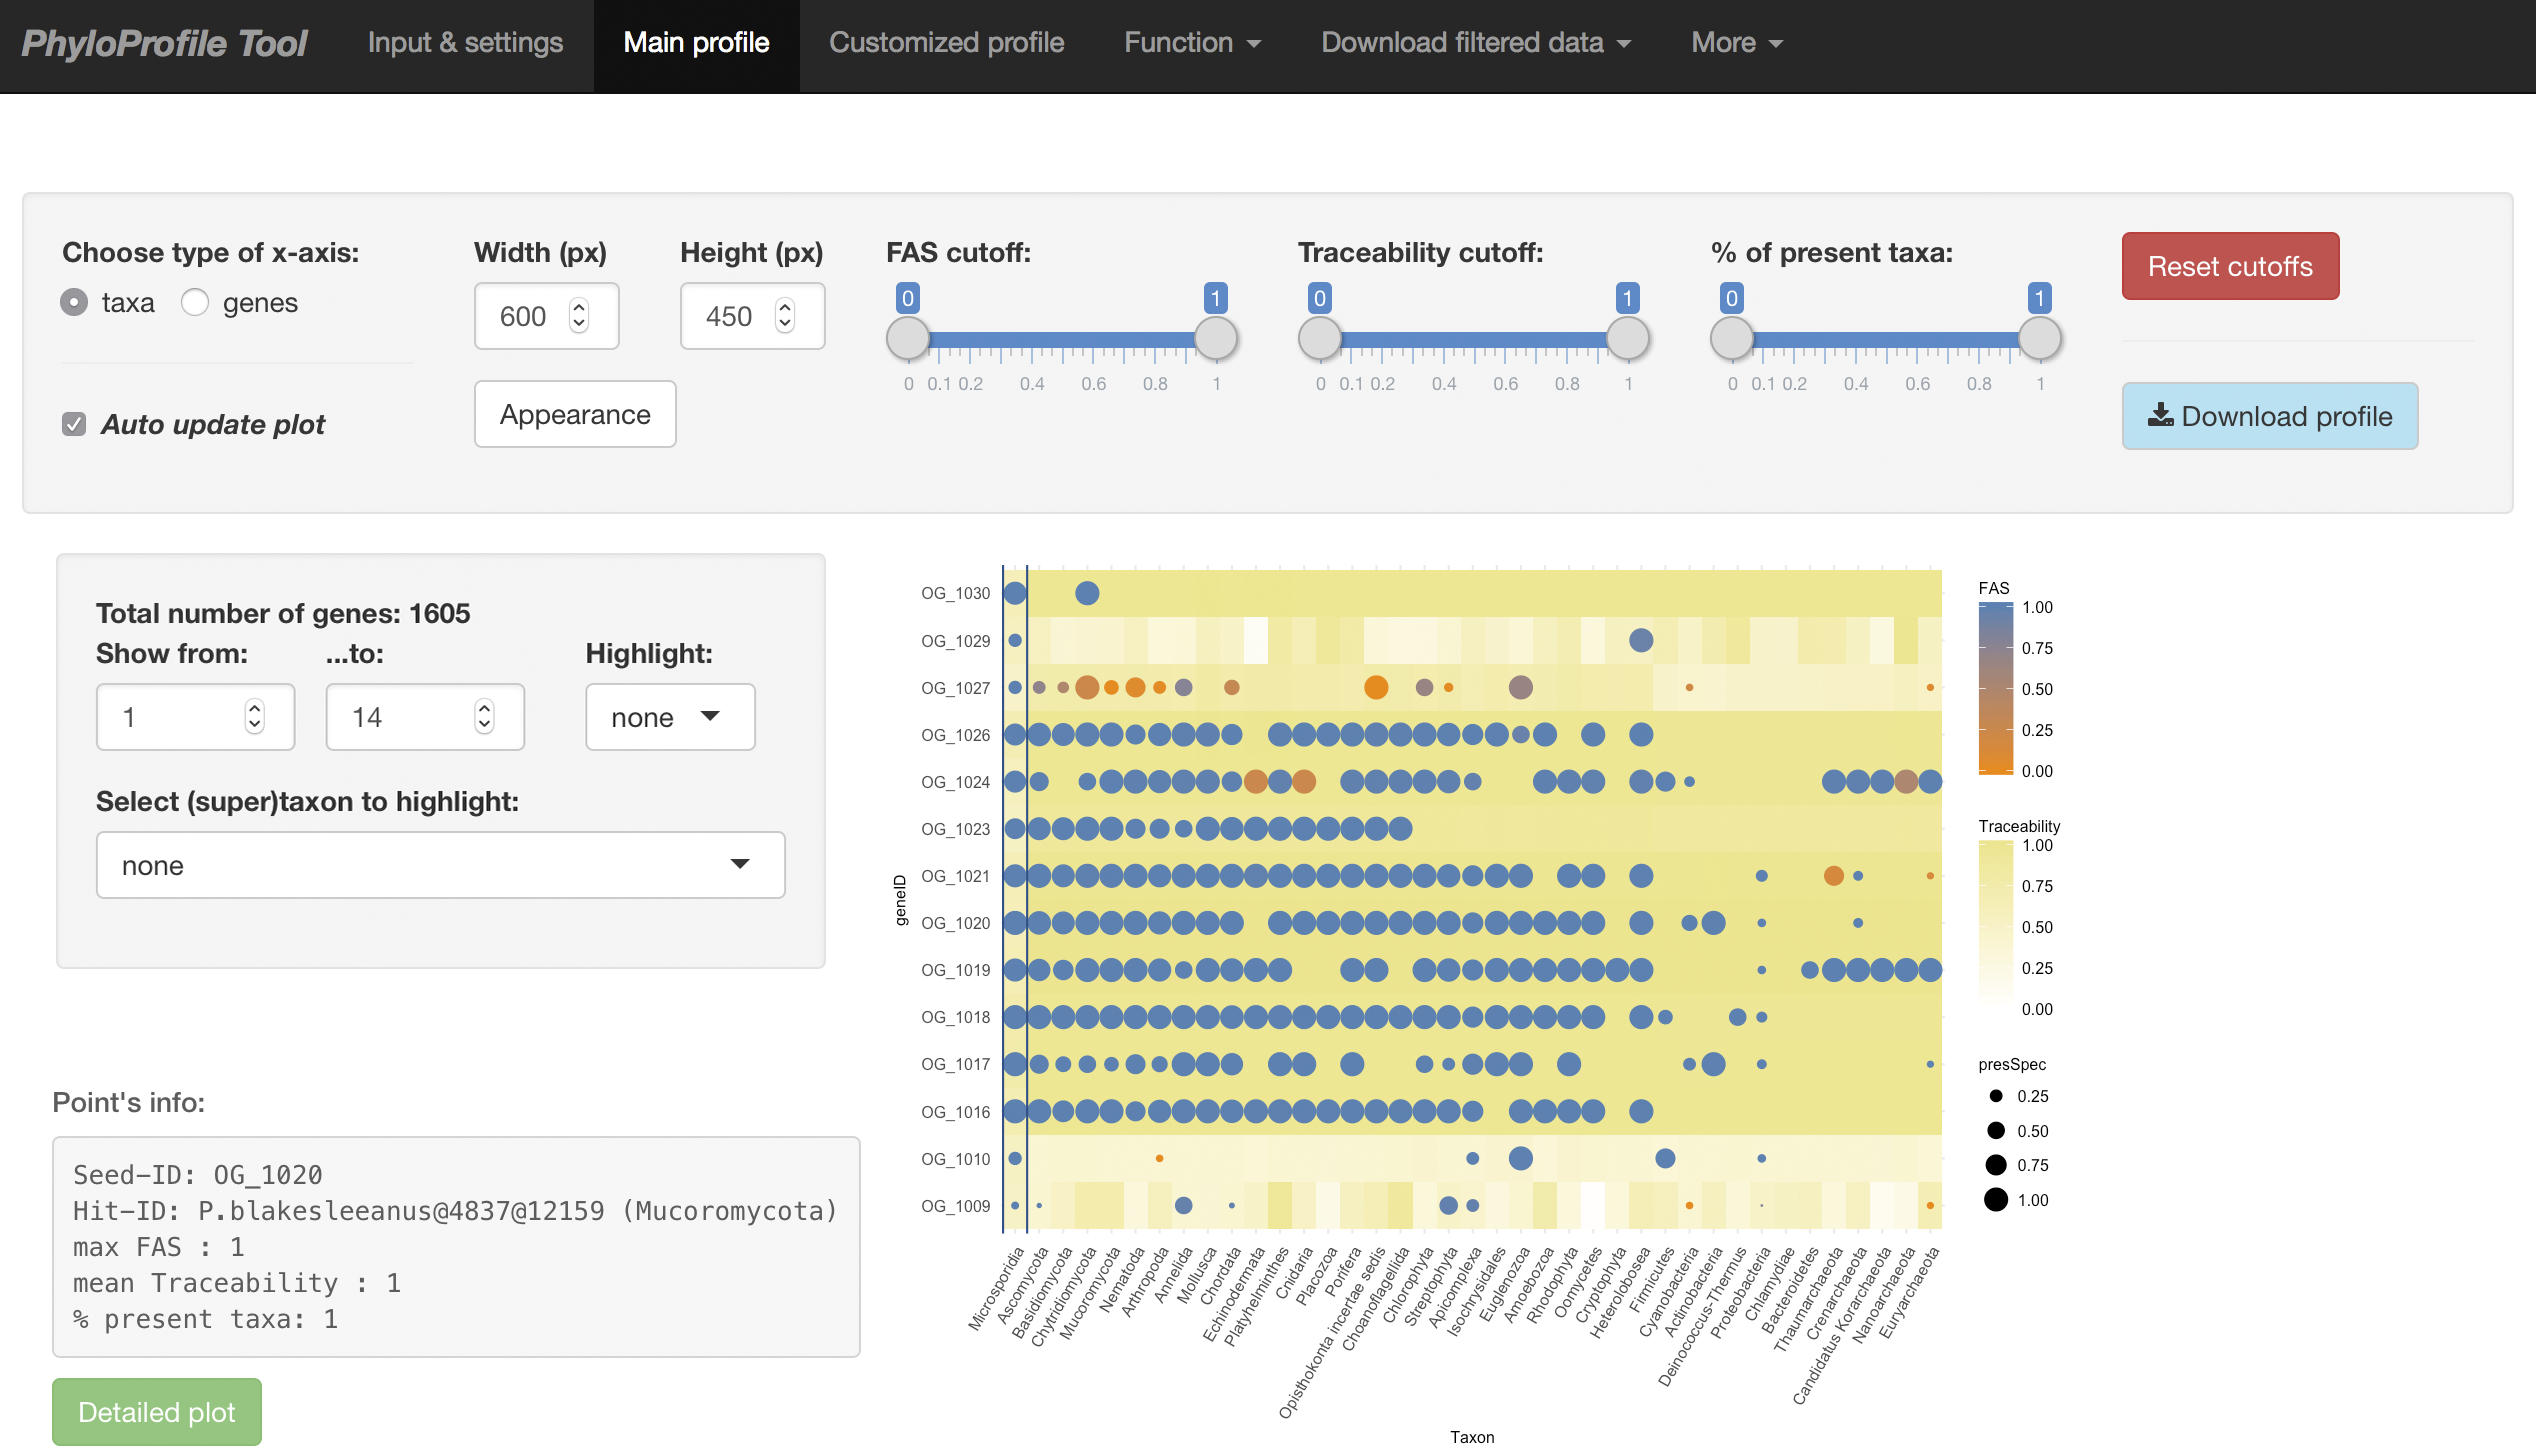 PhyloProfile Tool Input & settings Main profile Customized profile Function Download filtered data More
Choose type of x-axis: Width (px) Height (px) FAS cutoff: Traceability cutoff: % of present taxa: Reset cutoffs
taxa genes 600 450 0 1 0 1 0 1
0 0.1 0.2 0.4 0.6 0.8 1 0 0.1 0.2 0.4 0.6 0.8 1 0 0.1 0.2 0.4 0.6 0.8 1
Auto update plot Appearance Download profile
Total number of genes: 1605
Show from: ...to: Highlight:
1 14 none
Select (super)taxon to highlight:
none
Point's info:
Seed-ID: OG_1020
Hit-ID: P.blakesleeanus@4837@12159 (Mucoromycota)
max FAS : 1
mean Traceability : 1
% present taxa: 1
Detailed plot
geneID
OG_1030
OG_1029
OG_1027
OG_1026
OG_1024
OG_1023
OG_1021
OG_1020
OG_1019
OG_1018
OG_1017
OG_1016
OG_1010
OG_1009
Microsporidia
Ascomycota
Basidiomycota
Chytridiomycota
Mucoromycota
Nematoda
Arthropoda
Annelida
Mollusca
Chordata
Echinodermata
Platyhelminthes
Cnidaria
Placozoa
Porifera
Opisthokonta incertae sedis
Choanoflagellida
Chlorophyta
Streptophyta
Apicomplexa
Isochrysidales
Euglenozoa
Amoebozoa
Rhodophyta
Oomycetes
Cryptophyta
Heterolobosea
Firmicutes
Cyanobacteria
Actinobacteria
Deinococcus-Thermus
Proteobacteria
Chlamydiae
Bacteroidetes
Thaumarchaeota
Crenarchaeota
Candidatus Korarchaeota
Nanoarchaeota
Euryarchaeota
Taxon
FAS
1.00
0.75
0.50
0.25
0.00
Traceability
1.00
0.75
0.50
0.25
0.00
presSpec
0.25
0.50
0.75
1.00